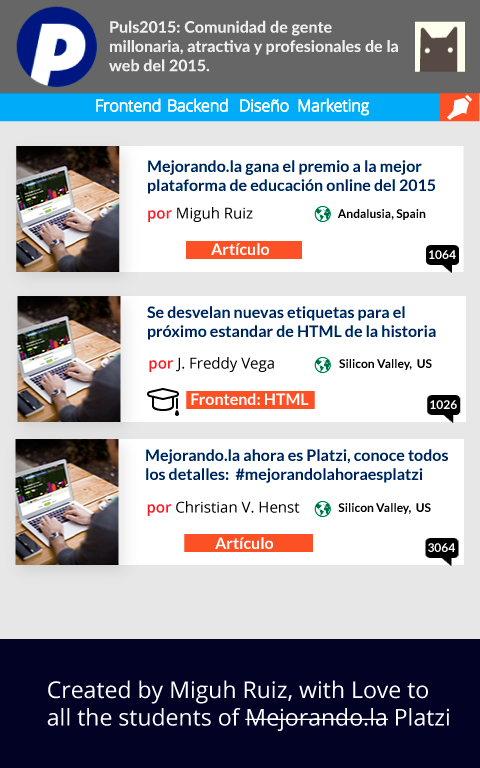 P
Puls2015: Comunidad de gente
millonaria, atractiva y profesionales de la
web del 2015.
Frontend Backend Diseño Marketing
Mejorando.la gana el premio a la mejor
plataforma de educación online del 2015
por Miguh Ruiz
Andalusia, Spain
Artículo
1064
Se desvelan nuevas etiquetas para el
próximo estandar de HTML de la historia
por J. Freddy Vega
Silicon Valley, US
Frontend: HTML
1026
Mejorando.la ahora es Platzi, conoce todos
los detalles: #mejorandolahoraesplatzi
por Christian V. Henst
Silicon Valley, US
Artículo
3064
Created by Miguh Ruiz, with Love to
all the students of Mejorando.la Platzi